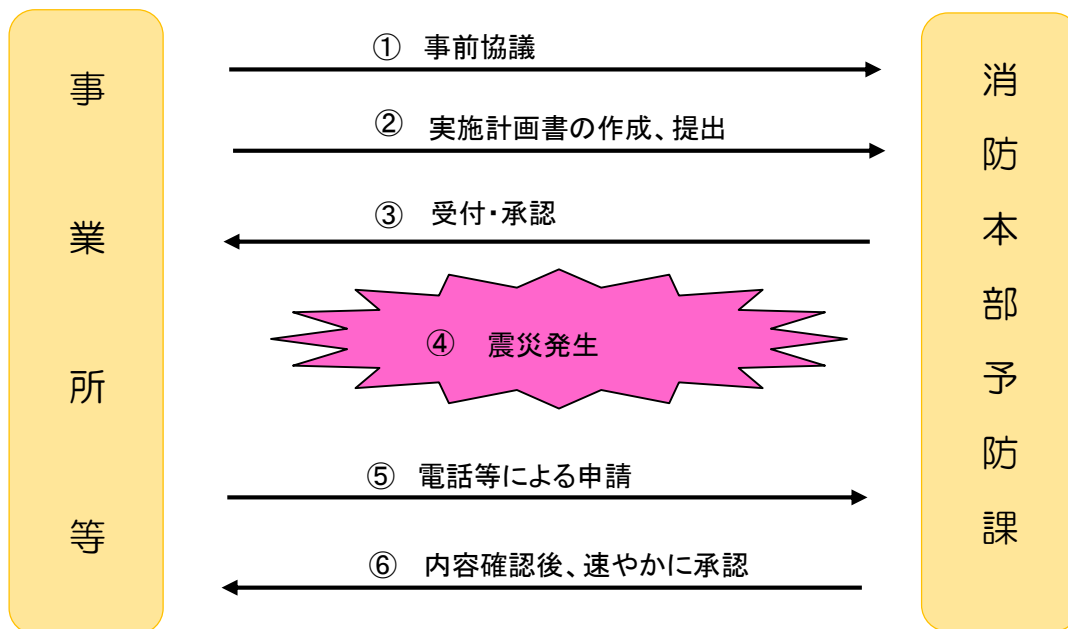 事業所等
① 事前協議
② 実施計画書の作成、提出
③ 受付・承認
④ 震災発生
⑤ 電話等による申請
⑥ 内容確認後、速やかに承認
消防本部予防課